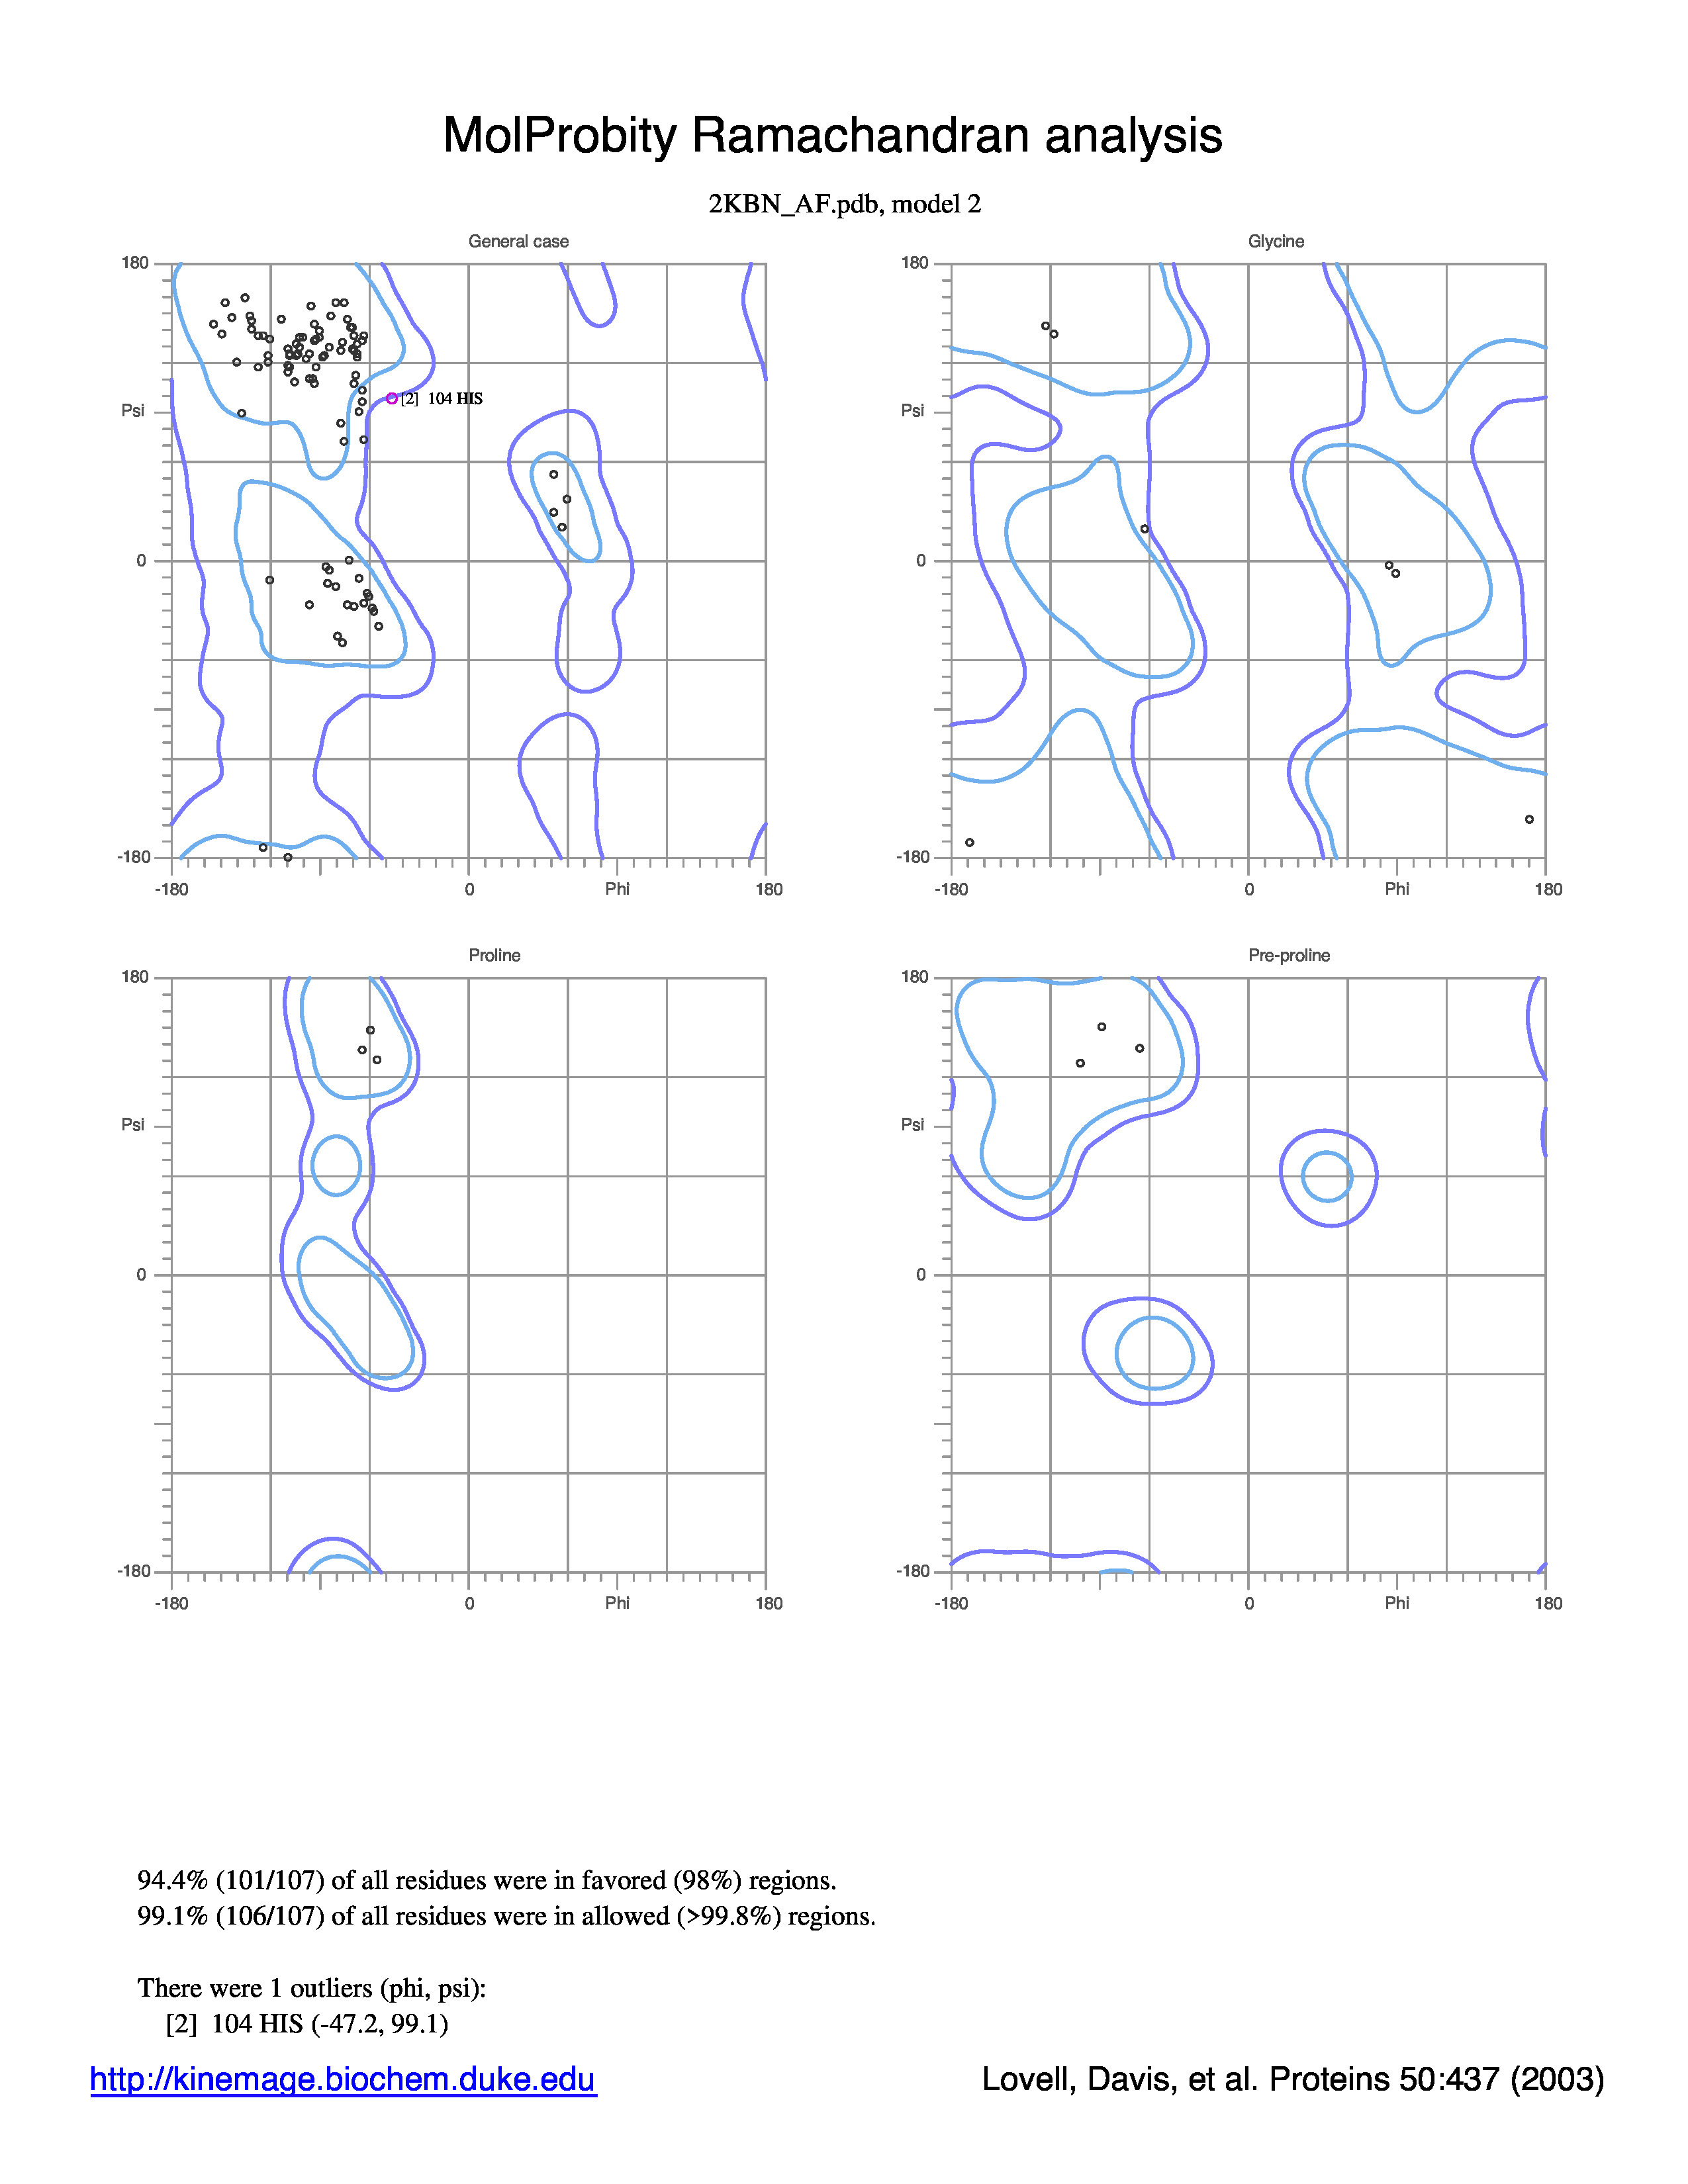 MolProbity Ramachandran analysis
2KBN_AF.pdb, model 2
General case
180
Psi
0
-180
-180
0
Phi
180
[2] 104 HIS
Glycine
180
Psi
0
-180
-180
0
Phi
180
Proline
180
Psi
0
-180
-180
0
Phi
180
Pre-proline
180
Psi
0
-180
-180
0
Phi
180
94.4% (101/107) of all residues were in favored (98%) regions.
99.1% (106/107) of all residues were in allowed (>99.8%) regions.
There were 1 outliers (phi, psi):
[2] 104 HIS (-47.2, 99.1)
http://kinemage.biochem.duke.edu
Lovell, Davis, et al. Proteins 50:437 (2003)